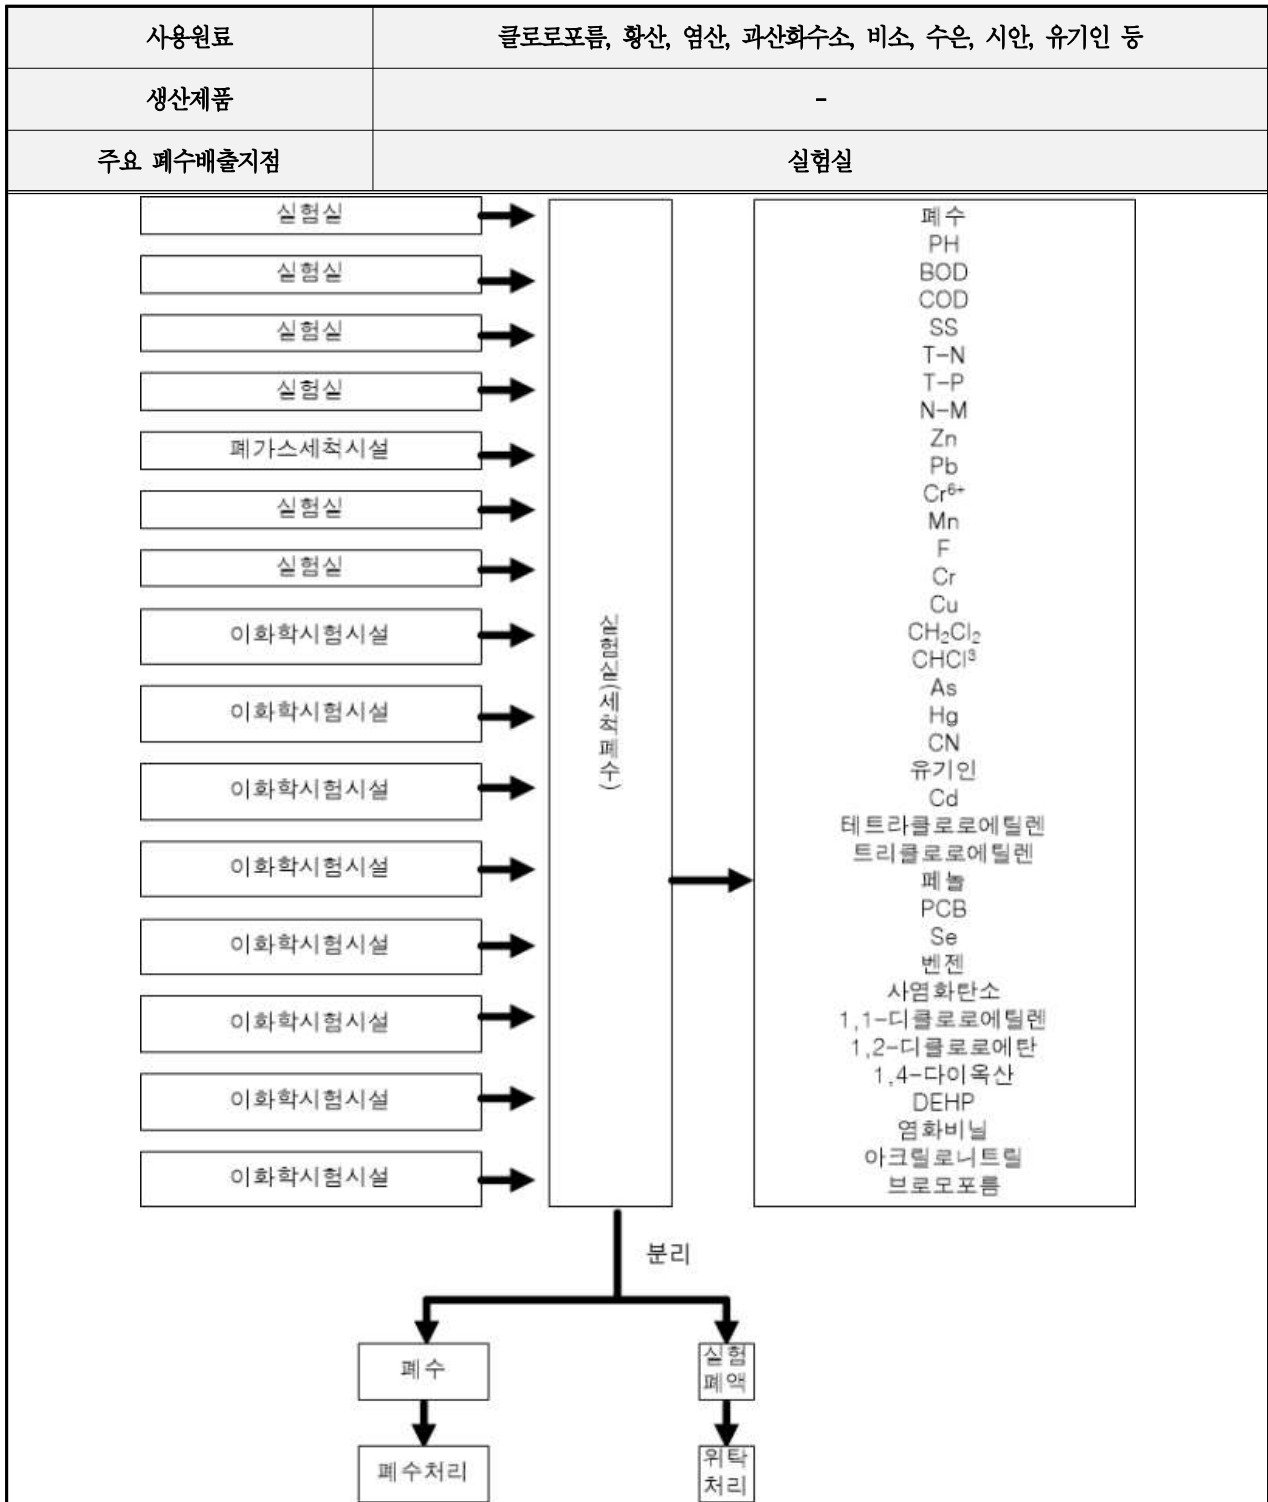 사용원료 클로로포름, 황산, 염산, 과산화수소, 비소, 수은, 시안, 유기인 등
생산제품 -
주요 폐수배출지점 실험실
실험실
실험실
실험실
실험실
폐가스세척시설
실험실
실험실
이화학시험시설
이화학시험시설
이화학시험시설
이화학시험시설
이화학시험시설
이화학시험시설
이화학시험시설
이화학시험시설
실험실(세척폐수)
폐수
PH
BOD
COD
SS
T-N
T-P
N-M
Zn
Pb
Cr⁶⁺
Mn
F
Cr
Cu
CH₂Cl₂
CHCl³
As
Hg
CN
유기인
Cd
테트라클로로에틸렌
트리클로로에틸렌
페놀
PCB
Se
벤젠
사염화탄소
1,1-디클로로에틸렌
1,2-디클로로에탄
1,4-다이옥산
DEHP
염화비닐
아크릴로니트릴
브로모포름
분리
폐수
실험
폐액
폐수처리
위탁
처리